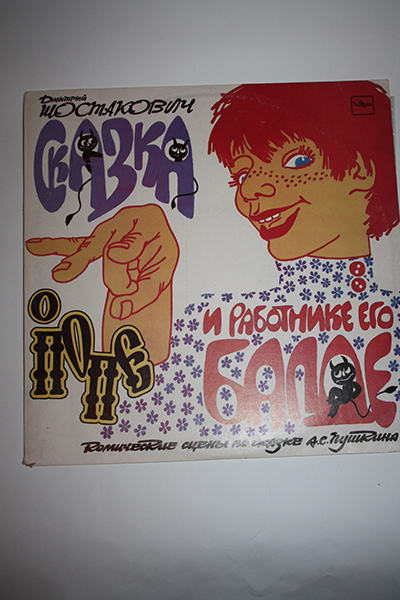 Дмитрий
ШОСТАКОВИЧ
СКАЗКА
О
ПОПЕ
И РАБОТНИКЕ ЕГО
БАЛДЕ
Комические сцены по сказке А.С.Пушкина